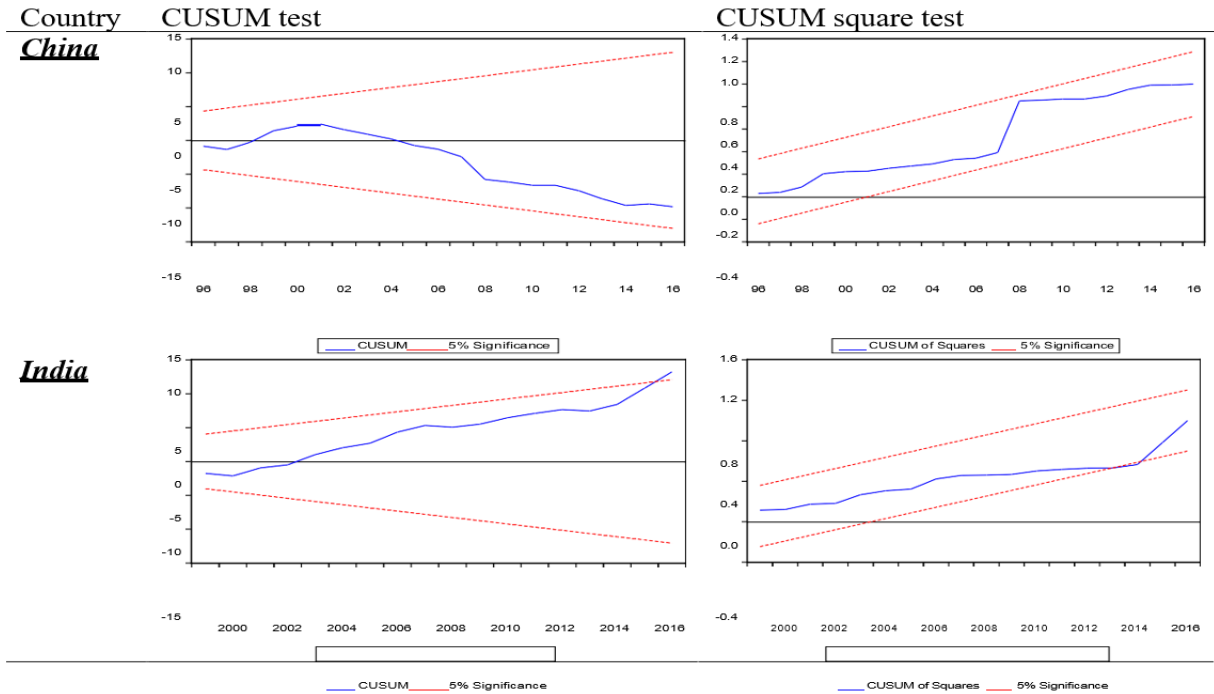 Country CUSUM test CUSUM square test
China
15
10
5
0
-5
-10
-15
96 98 00 02 04 06 08 10 12 14 16
CUSUM 5% Significance
1.4
1.2
1.0
0.8
0.6
0.4
0.2
0.0
-0.2
-0.4
96 98 00 02 04 06 08 10 12 14 16
CUSUM of Squares 5% Significance
India
15
10
5
0
-5
-10
-15
2000 2002 2004 2006 2008 2010 2012 2014 2016
CUSUM 5% Significance
1.6
1.2
0.8
0.4
0.0
-0.4
2000 2002 2004 2006 2008 2010 2012 2014 2016
CUSUM of Squares 5% Significance